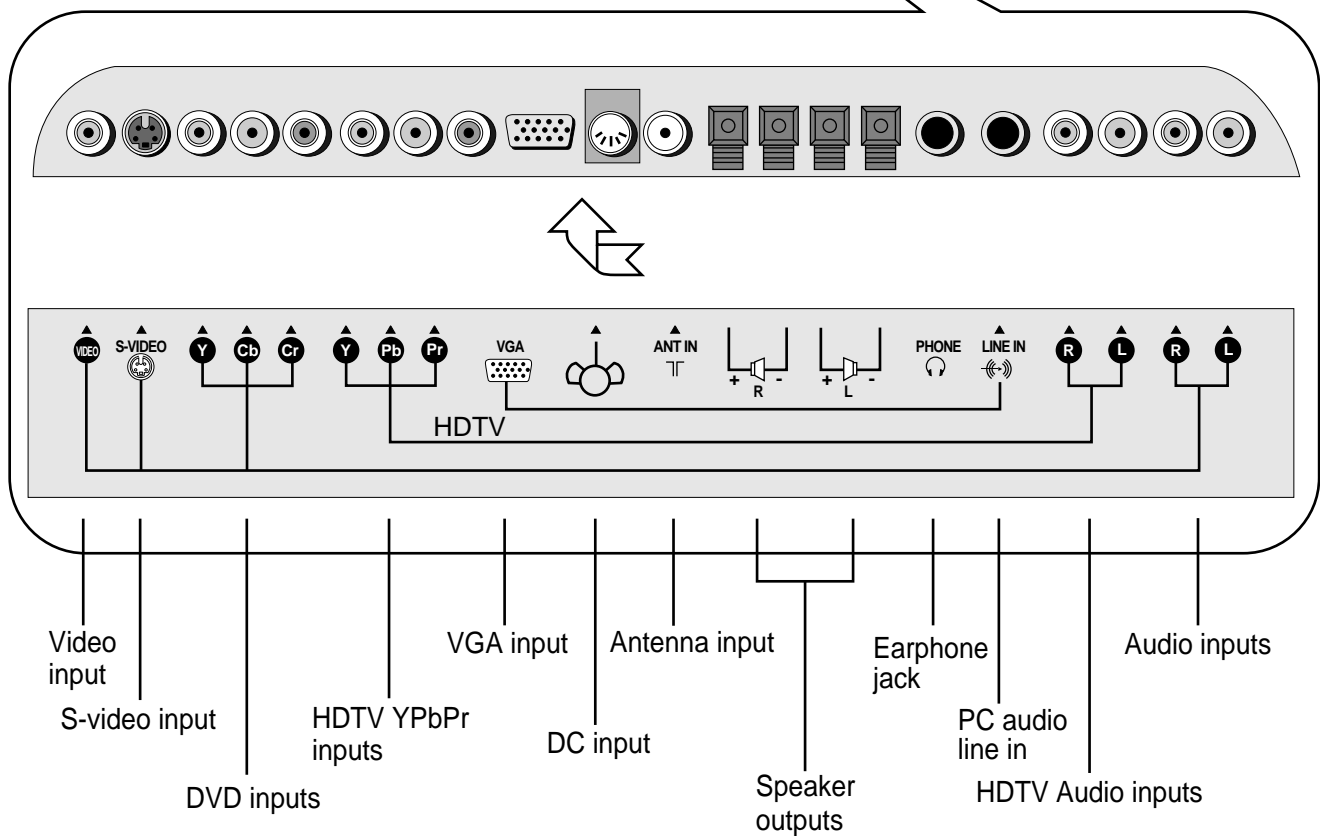 VIDEO S-VIDEO Y Cb Cr Y Pb Pr VGA ANT IN PHONE LINE IN R L R L
+ - + -
R L
HDTV
Video
input
S-video input
DVD inputs
HDTV YPbPr
inputs
VGA input
DC input
Antenna input
Speaker
outputs
Earphone
jack
PC audio
line in
HDTV Audio inputs
Audio inputs